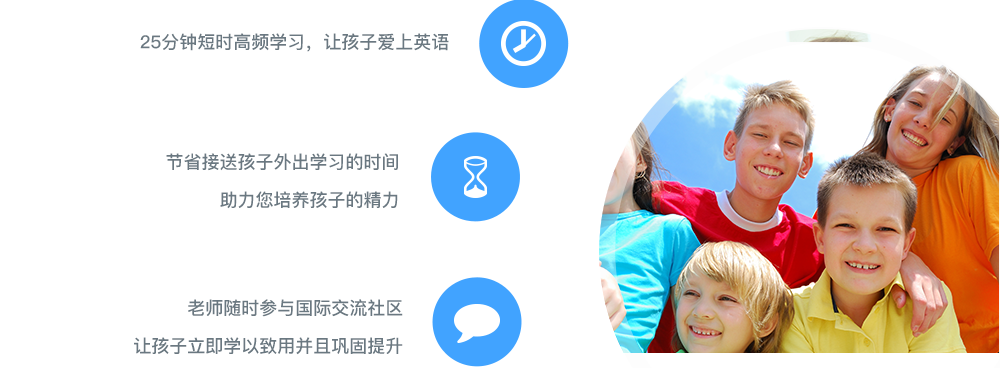 25分钟短时高频学习，让孩子爱上英语
节省接送孩子外出学习的时间
助力您培养孩子的精力
老师随时参与国际交流社区
让孩子立即学以致用并且巩固提升